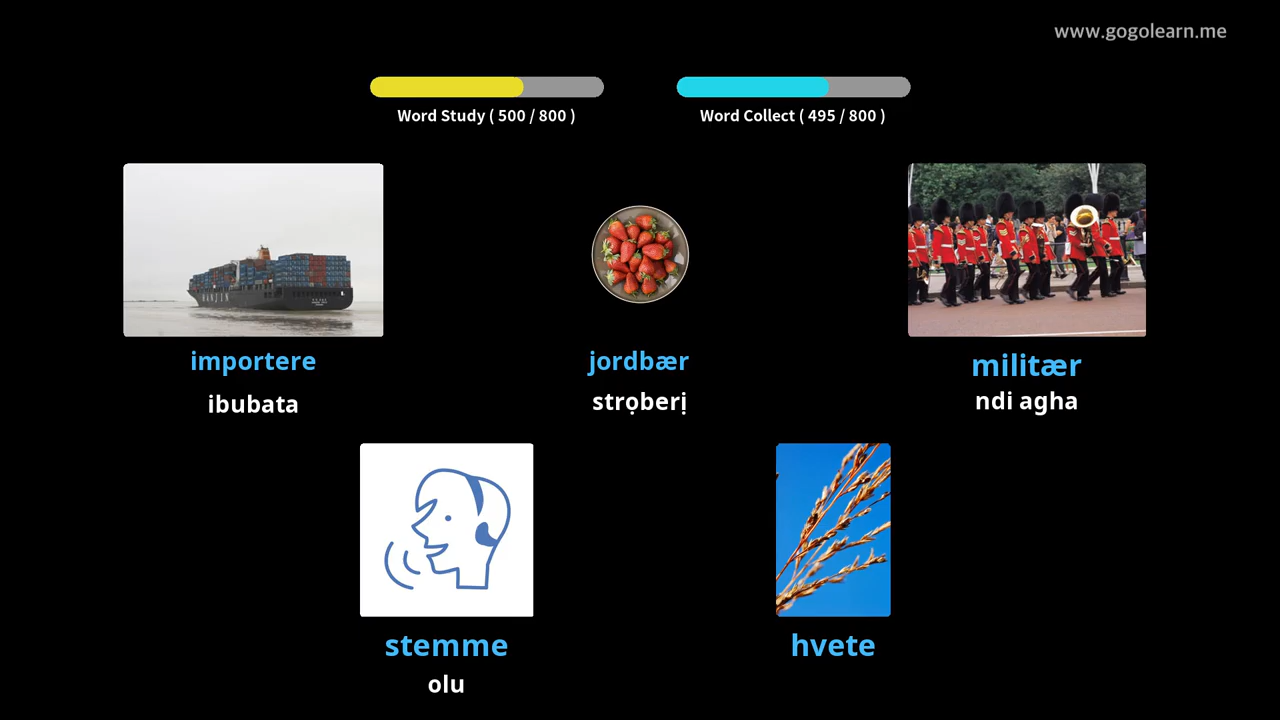 www.gogolearn.me
Word Study ( 500 / 800 )
Word Collect ( 495 / 800 )
importere
ibubata
jordbær
strọberị
militær
ndi agha
stemme
olu
hvete